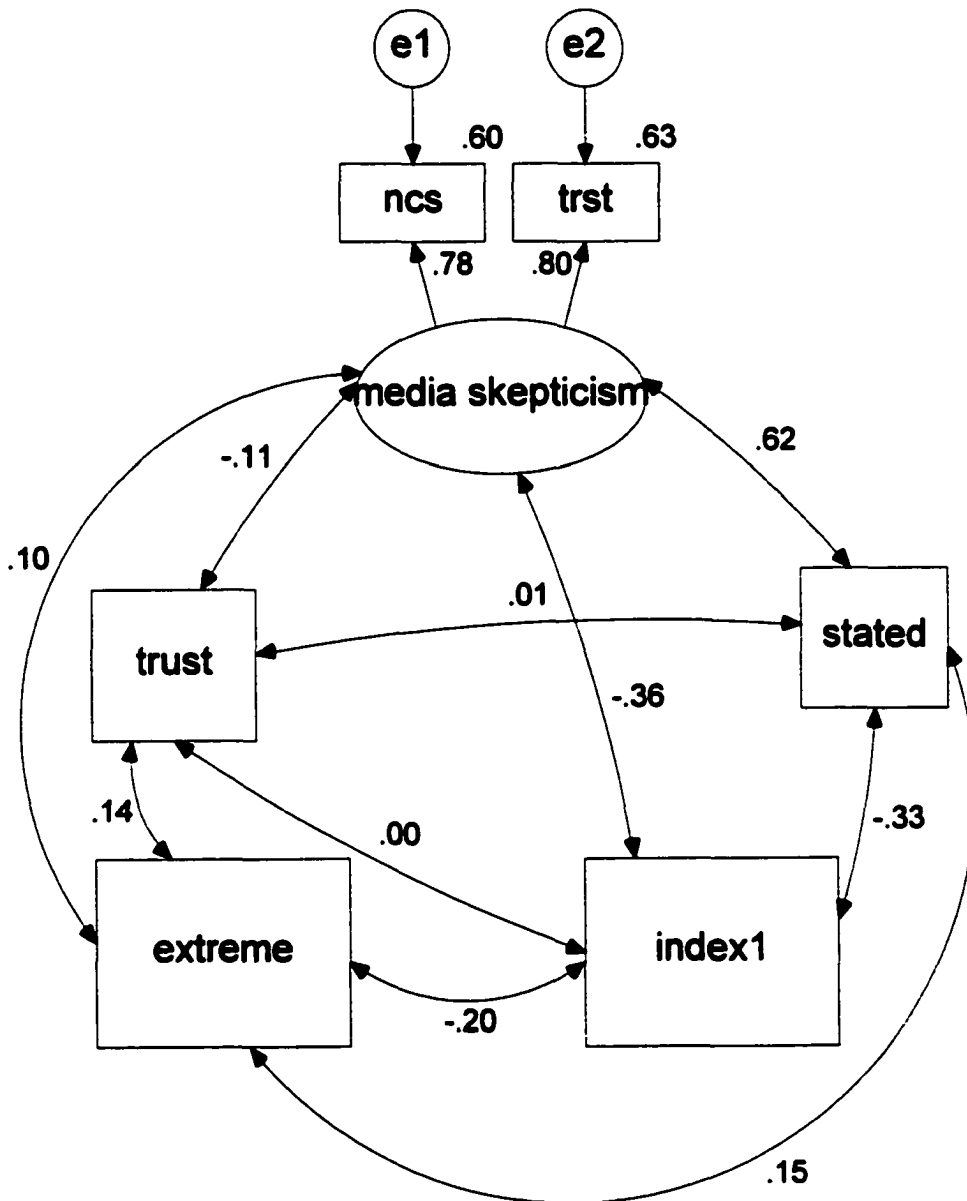 e1 e2
.60 .63
ncs trst
.78 .80
media skepticism
-.11 .62
.10
.01
trust stated
-.36
.14 .00 -.33
extreme index1
-.20
.15